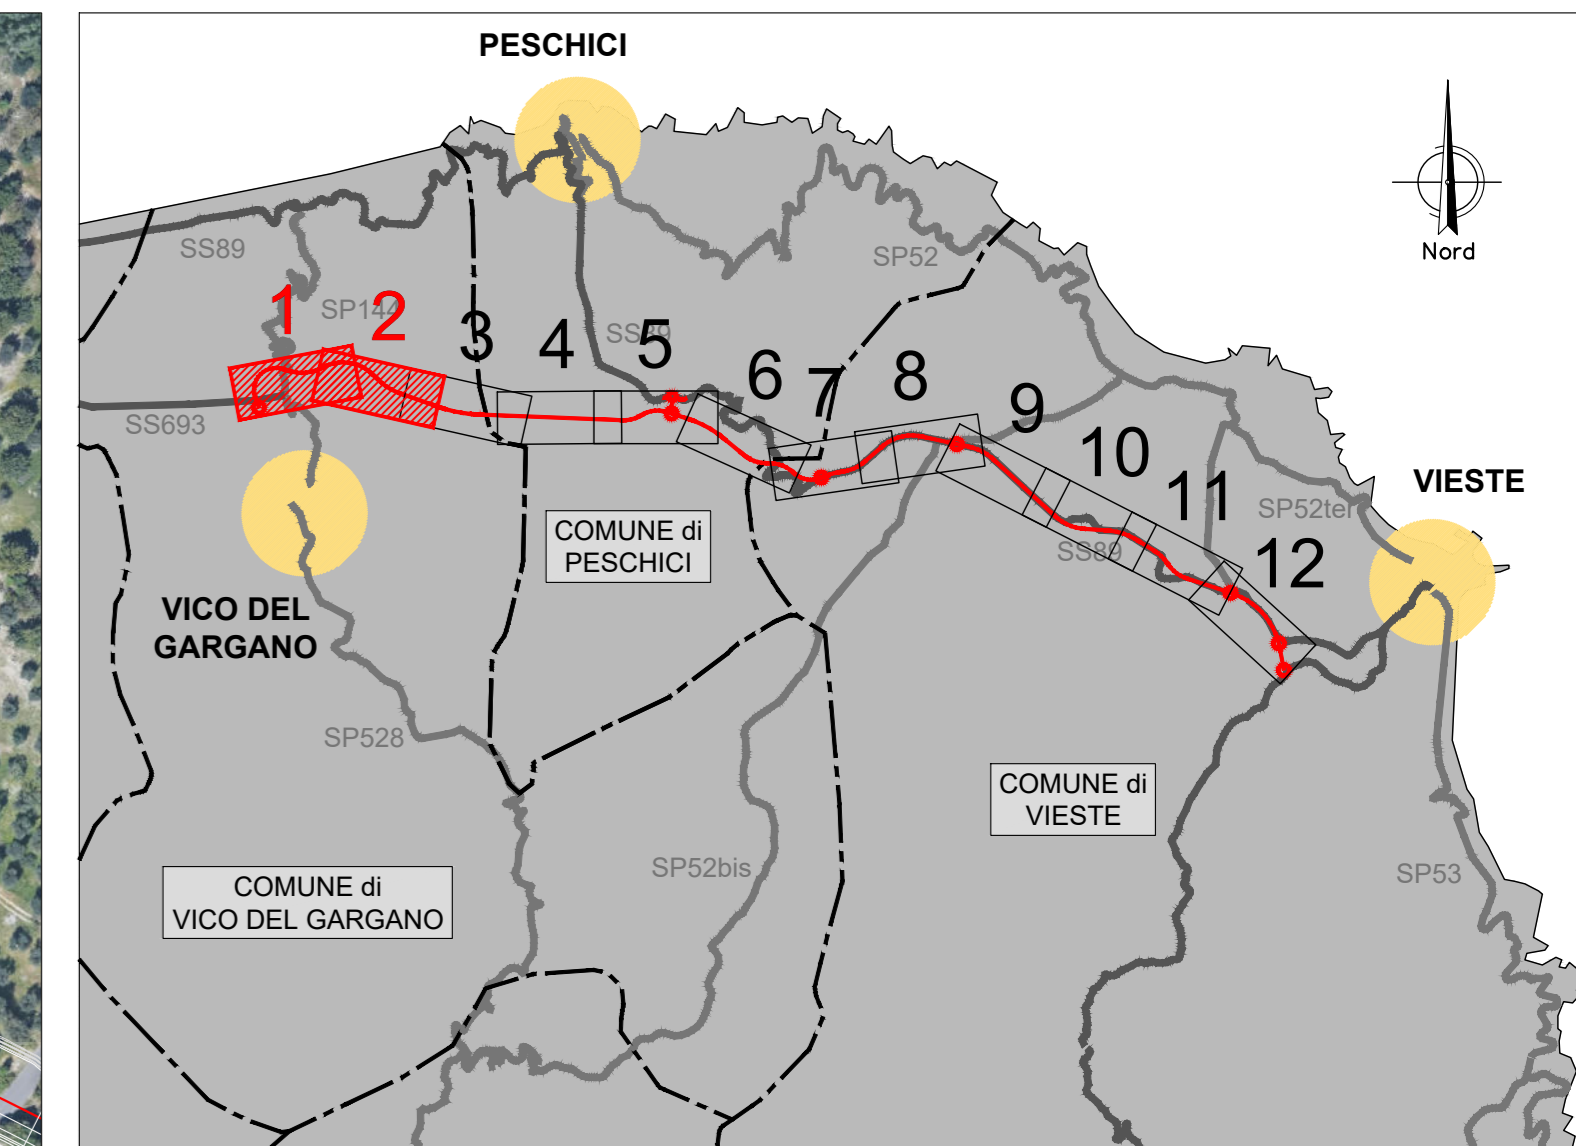 PESCHICI
Nord
SS89
SP52
SP144
1
2
3
4
SS89
5
6
7
8
9
10
11
12
SS693
SS89
SP52ter
VIESTE
COMUNE di
PESCHICI
VICO DEL
GARGANO
SP528
COMUNE di
VIESTE
SP52bis
SP53
COMUNE di
VICO DEL GARGANO